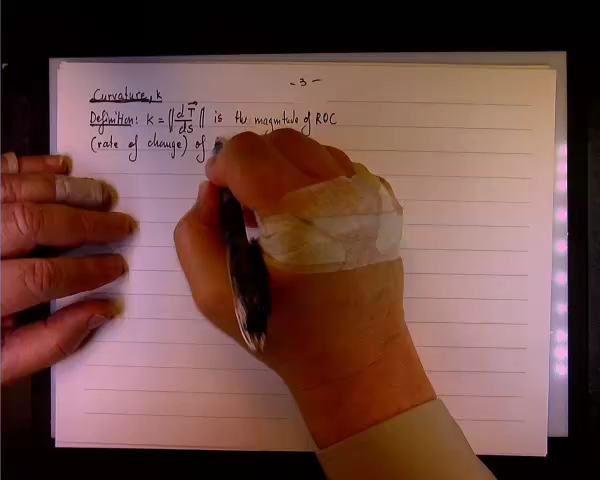 - 3 -
Curvature, k
Definition: k = ‖dT⃗/ds‖ is the magnitude of ROC
(rate of change) of